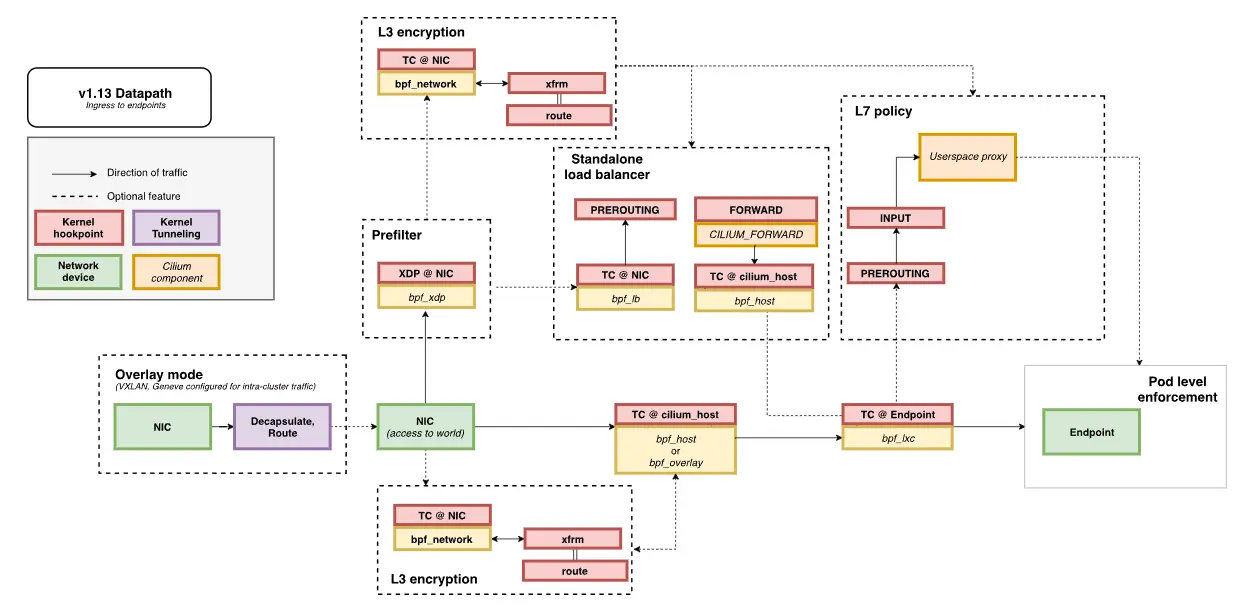 v1.13 Datapath
Ingress to endpoints
Direction of traffic
Optional feature
Kernel
hookpoint
Kernel
Tunneling
Network
device
Cilium
component
L3 encryption
TC @ NIC
bpf_network
xfrm
route
Prefilter
XDP @ NIC
bpf_xdp
Standalone
load balancer
PREROUTING
TC @ NIC
bpf_lb
FORWARD
CILIUM_FORWARD
TC @ cilium_host
bpf_host
L7 policy
Userspace proxy
INPUT
PREROUTING
Overlay mode
(VXLAN, Geneve configured for intra-cluster traffic)
NIC
Decapsulate,
Route
NIC
(access to world)
TC @ cilium_host
bpf_host
or
bpf_overlay
TC @ Endpoint
bpf_lxc
Pod level
enforcement
Endpoint
TC @ NIC
bpf_network
xfrm
route
L3 encryption